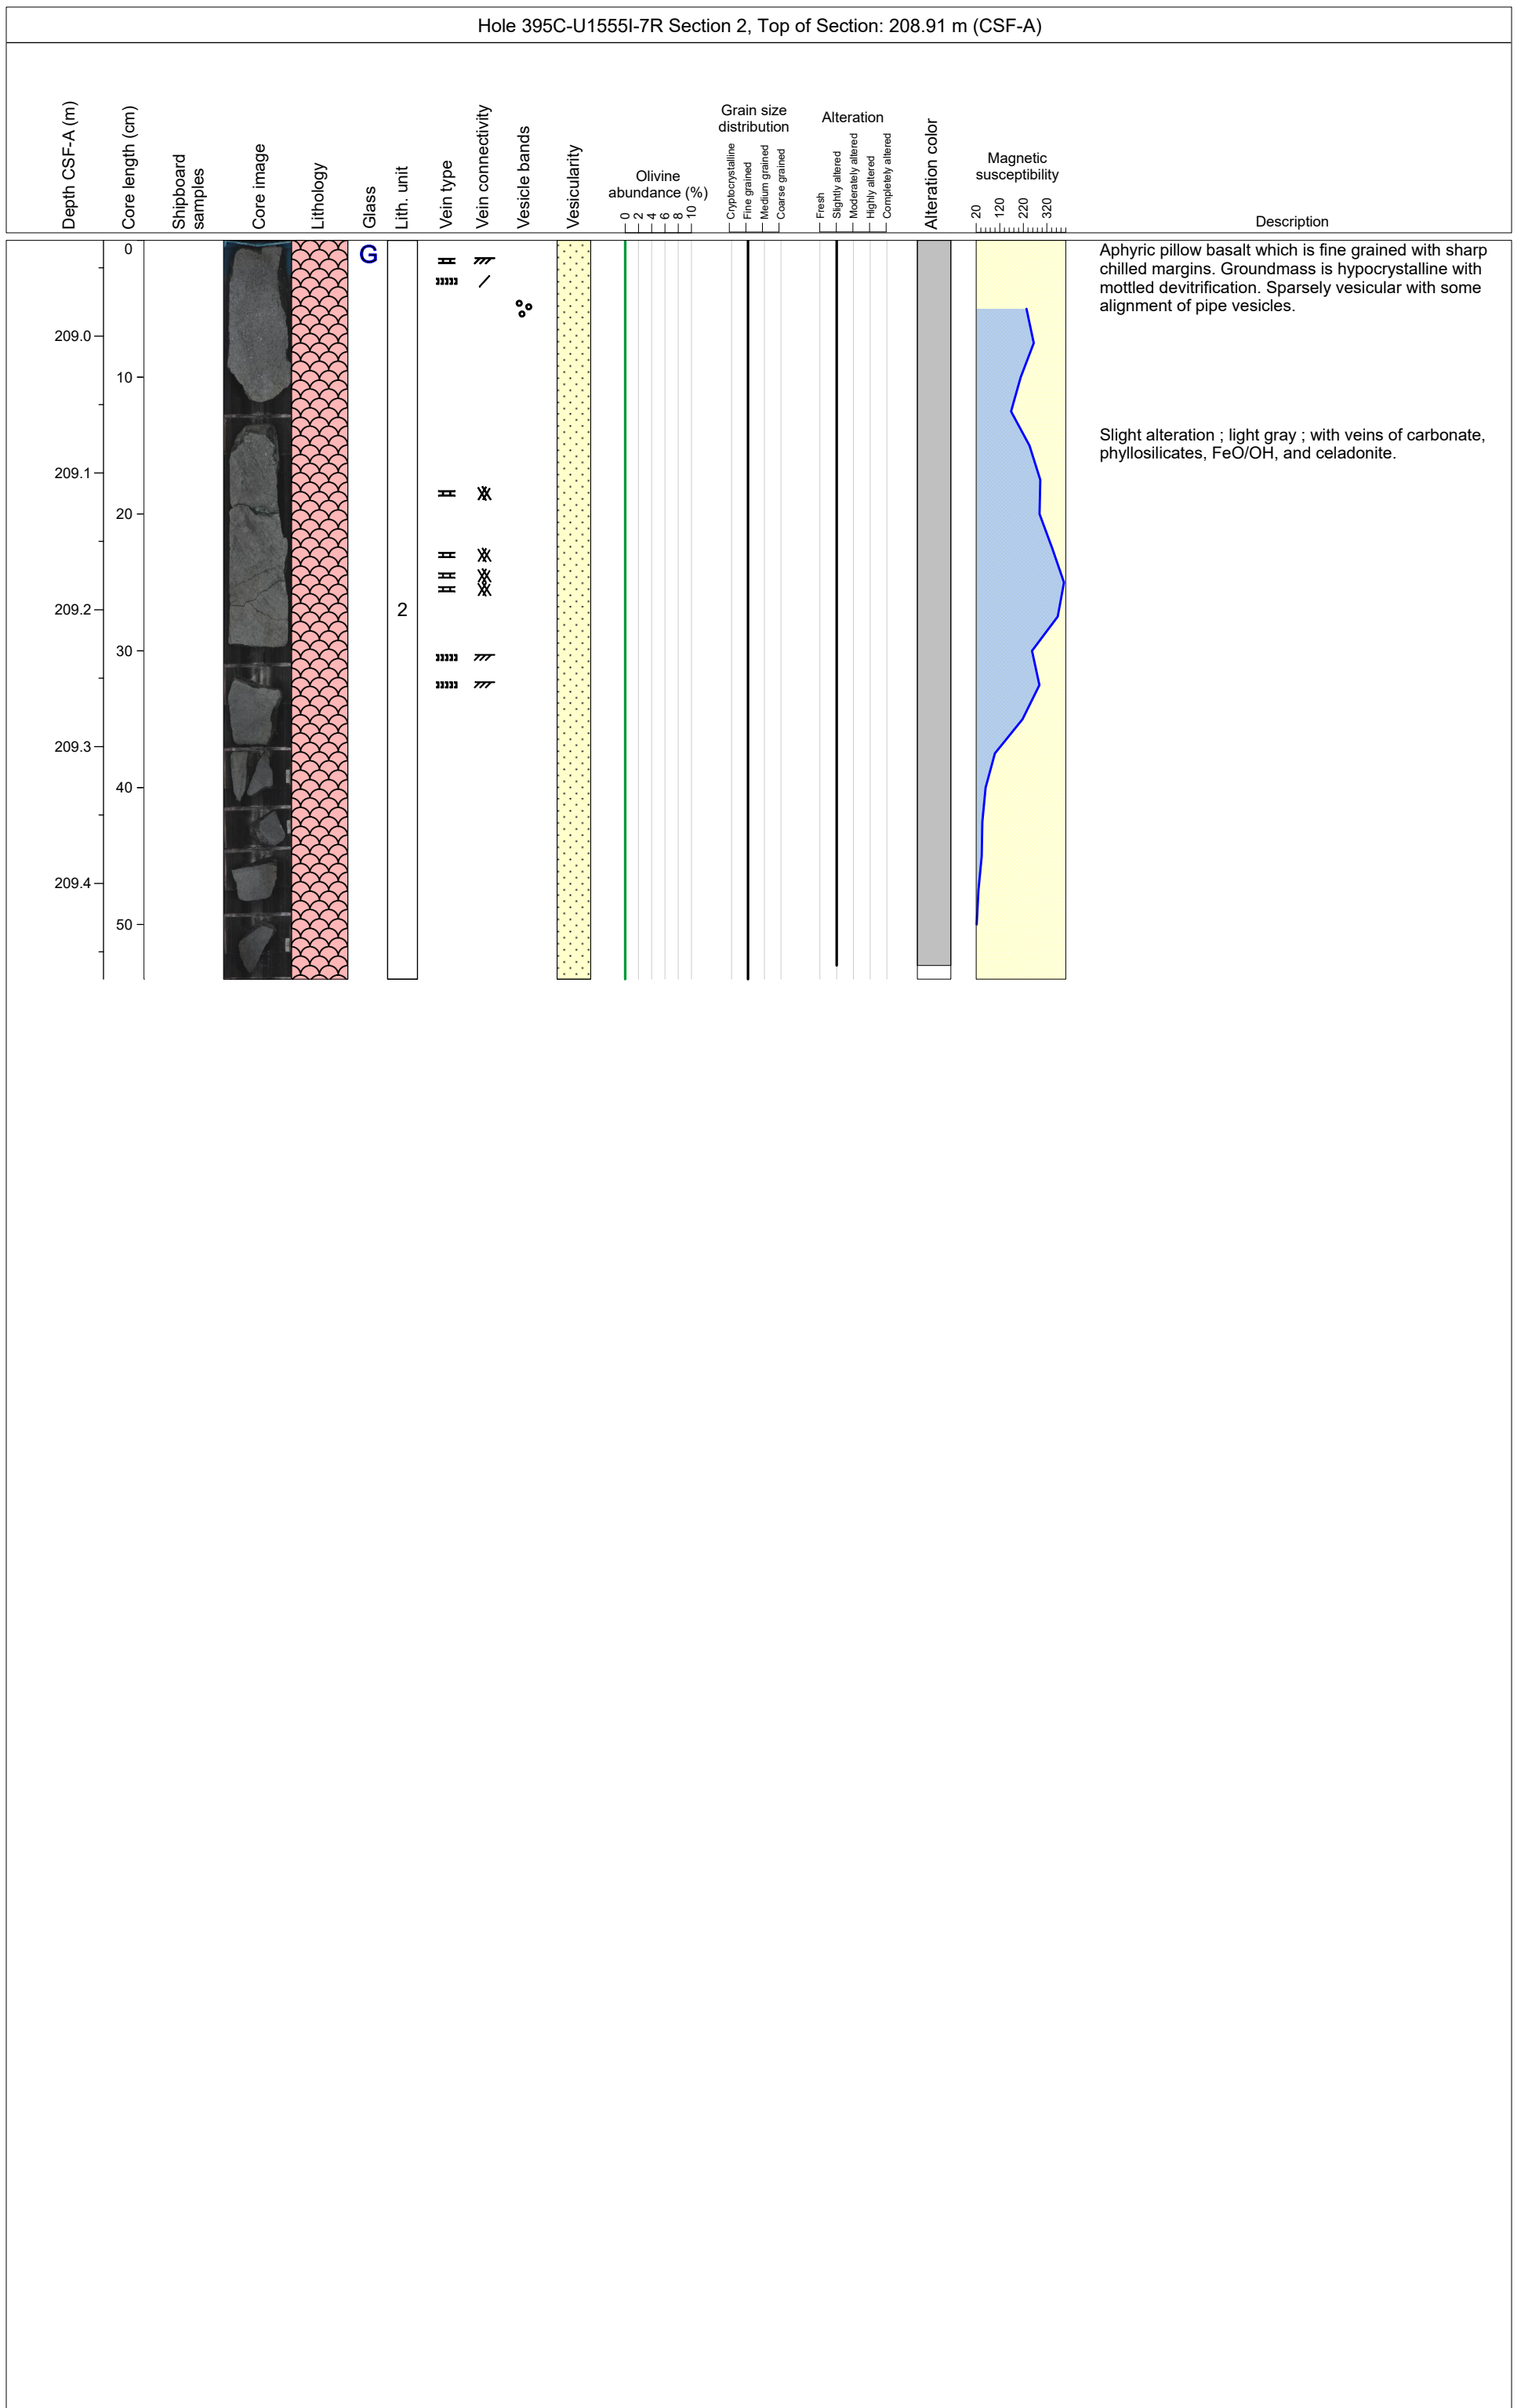 Hole 395C-U1555I-7R Section 2, Top of Section: 208.91 m (CSF-A)
Depth CSF-A (m)
Core length (cm)
Shipboard
samples
Core image
Lithology
Glass
Lith. unit
Vein type
Vein connectivity
Vesicle bands
Vesicularity
Olivine
abundance (%)
0
2
4
6
8
10
Grain size
distribution
Cryptocrystalline
Fine grained
Medium grained
Coarse grained
Alteration
Fresh
Slightly altered
Moderately altered
Highly altered
Completely altered
Alteration color
Magnetic
susceptibility
20
120
220
320
Description
0
G
Aphyric pillow basalt which is fine grained with sharp
chilled margins. Groundmass is hypocrystalline with
mottled devitrification. Sparsely vesicular with some
alignment of pipe vesicles.
209.0
10
Slight alteration ; light gray ; with veins of carbonate,
phyllosilicates, FeO/OH, and celadonite.
209.1
20
209.2
2
30
209.3
40
209.4
50